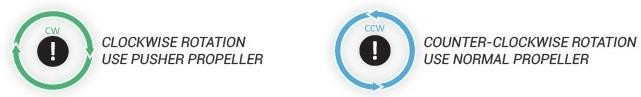 CW
CLOCKWISE ROTATION
USE PUSHER PROPELLER
CCW
COUNTER-CLOCKWISE ROTATION
USE NORMAL PROPELLER